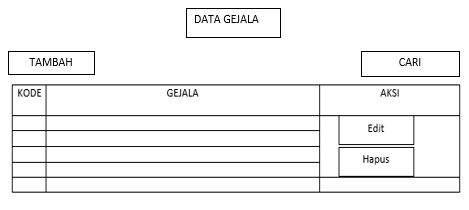 DATA GEJALA
TAMBAH
CARI
KODE GEJALA AKSI
Edit
Hapus